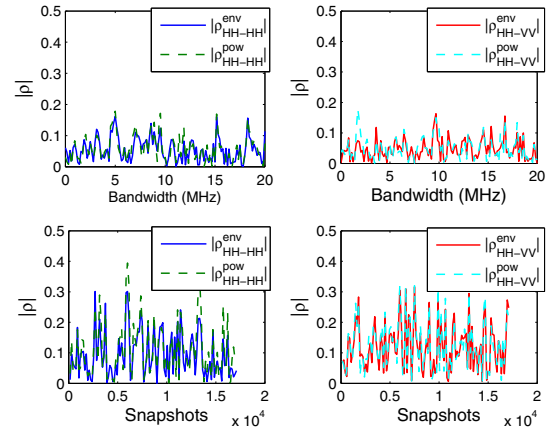 0.5
0.4
0.3
0.2
0.1
0
|ρ|
0 5 10 15 20
Bandwidth (MHz)
|ρ^env_HH−HH|
|ρ^pow_HH−HH|
0.5
0.4
0.3
0.2
0.1
0
|ρ|
0 5 10 15 20
Bandwidth (MHz)
|ρ^env_HH−VV|
|ρ^pow_HH−VV|
0.5
0.4
0.3
0.2
0.1
0
|ρ|
0 0.5 1 1.5 2
Snapshots
x 10^4
|ρ^env_HH−HH|
|ρ^pow_HH−HH|
0.5
0.4
0.3
0.2
0.1
0
|ρ|
0 0.5 1 1.5 2
Snapshots
x 10^4
|ρ^env_HH−VV|
|ρ^pow_HH−VV|